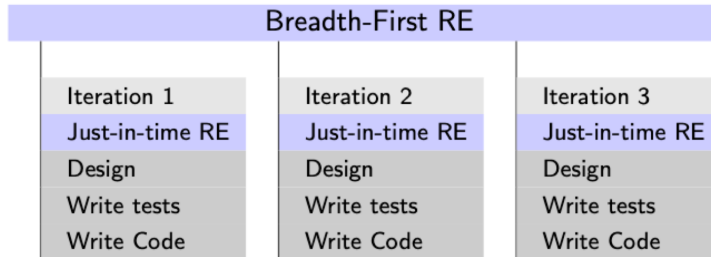 Breadth-First RE
Iteration 1
Just-in-time RE
Design
Write tests
Write Code
Iteration 2
Just-in-time RE
Design
Write tests
Write Code
Iteration 3
Just-in-time RE
Design
Write tests
Write Code